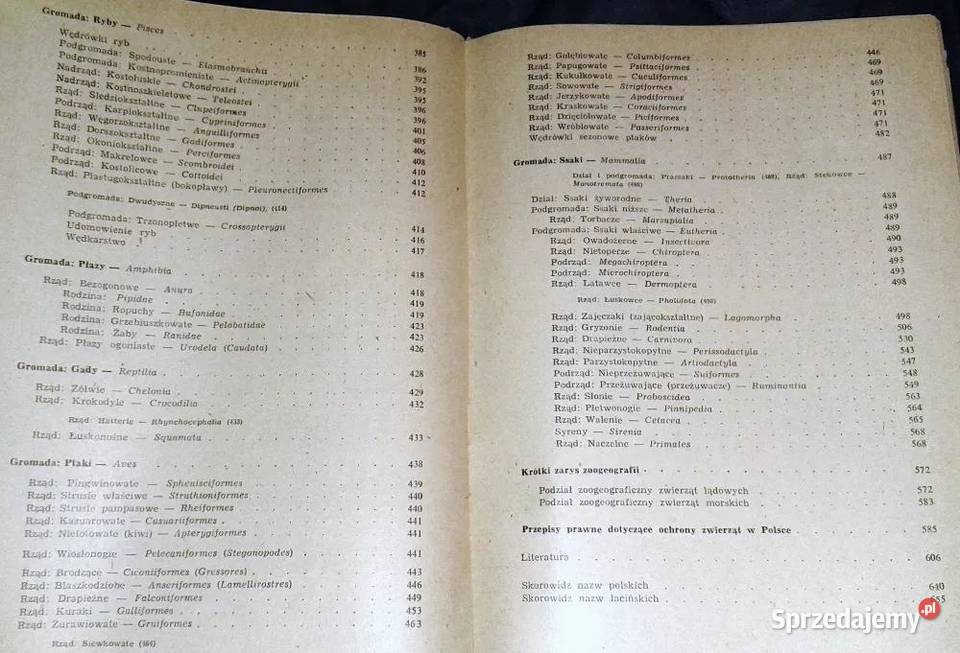 Gromada: Ryby — Pisces
Wędrówki ryb 385
Podgromada: Spodouste — Elasmobranchii 386
Podgromada: Kostnopromieniste — Actinopterygii 392
Nadrząd: Kostołuskie — Chondrostei 395
Nadrząd: Kostnoszkieletowe — Teleostei 395
Rząd: Śledziokształtne — Clupeiformes 396
Podrząd: Karpiokształtne — Cypriniformes 396
Rząd: Węgorzokształtne — Anguilliformes 401
Rząd: Dorszokształtne — Gadiformes 405
Rząd: Okoniokształtne — Perciformes 406
Podrząd: Makrelowce — Scombroidei 408
Podrząd: Kostolicowe — Cottoidei 410
Rząd: Płastugokształtne (bokopływy) — Pleuronectiformes 412
412
Podgromada: Dwudyszne — Dipneusti (Dipnoi), (414)
Podgromada: Trzonopłetwe — Crossopterygii 414
Udomowienie ryb 416
Wędkarstwo 417
Gromada: Płazy — Amphibia 418
Rząd: Bezogonowe — Anura 418
Rodzina: Pipidae 419
Rodzina: Ropuchy — Bufonidae 419
Rodzina: Grzebiuszkowate — Pelobatidae 423
Rodzina: Żaby — Ranidae 423
Rząd: Płazy ogoniaste — Urodela (Caudata) 426
Gromada: Gady — Reptilia 428
Rząd: Żółwie — Chelonia 429
Rząd: Krokodyle — Crocodilia 432
Rząd: Hatterie — Rhynchocephalia (433)
Rząd: Łuskonośne — Squamata 433
Gromada: Ptaki — Aves 438
Rząd: Pingwinowate — Sphenisciformes 439
Rząd: Strusie właściwe — Struthioniformes 440
Rząd: Strusie pampasowe — Rheiformes 440
Rząd: Kazuarowate — Casuariiformes 441
Rząd: Nielotowate (kiwi) — Apterygiformes 441
Rząd: Wiosłonogie — Pelecaniformes (Steganopodes) 441
Rząd: Brodzące — Ciconiiformes (Gressores) 443
Rząd: Blaszkodziobe — Anseriformes (Lamellirostres) 446
Rząd: Drapieżne — Falconiformes 449
Rząd: Kuraki — Galliformes 453
Rząd: Żurawiowate — Gruiformes 463
Rząd: Siewkowate (464)
Rząd: Gołębiowate — Columbiformes 446
Rząd: Papugowate — Psittaciformes 469
Rząd: Kukułkowate — Cuculiformes 469
Rząd: Sowowate — Strigiformes 469
Rząd: Jerzykowate — Apodiformes 471
Rząd: Kraskowate — Coraciiformes 471
Rząd: Dzięciołowate — Piciformes 471
Rząd: Wróblowate — Passeriformes 471
Wędrówki sezonowe ptaków 482
Gromada: Ssaki — Mammalia 487
Dział i podgromada: Prassaki — Prototheria (488), Rząd: Stekowce —
Monotremata (488)
Dział: Ssaki żyworodne — Theria 488
Podgromada: Ssaki niższe — Metatheria 489
Rząd: Torbacze — Marsupialia 489
Podgromada: Ssaki właściwe — Eutheria 489
Rząd: Owadożerne — Insectivora 490
Rząd: Nietoperze — Chiroptera 493
Podrząd: Megachiroptera 493
Podrząd: Microchiroptera 493
Rząd: Latawce — Dermoptera 498
Rząd: Łuskowce — Pholidota (498)
Rząd: Zajęczaki (zającokształtne) — Lagomorpha 498
Rząd: Gryzonie — Rodentia 506
Rząd: Drapieżne — Carnivora 530
Rząd: Nieparzystokopytne — Perissodactyla 543
Rząd: Parzystokopytne — Artiodactyla 547
Podrząd: Nieprzeżuwające — Suiformes 548
Podrząd: Przeżuwające (przeżuwacze) — Ruminantia 549
Rząd: Słonie — Proboscidea 563
Rząd: Płetwonogie — Pinnipedia 564
Rząd: Walenie — Cetacea 565
Syreny — Sirenia 568
Rząd: Naczelne — Primates 568
Krótki zarys zoogeografii 572
Podział zoogeograficzny zwierząt lądowych 572
Podział zoogeograficzny zwierząt morskich 583
Przepisy prawne dotyczące ochrony zwierząt w Polsce 585
Literatura 606
Skorowidz nazw polskich 640
Skorowidz nazw łacińskich 655
Sprzedajemy.pl